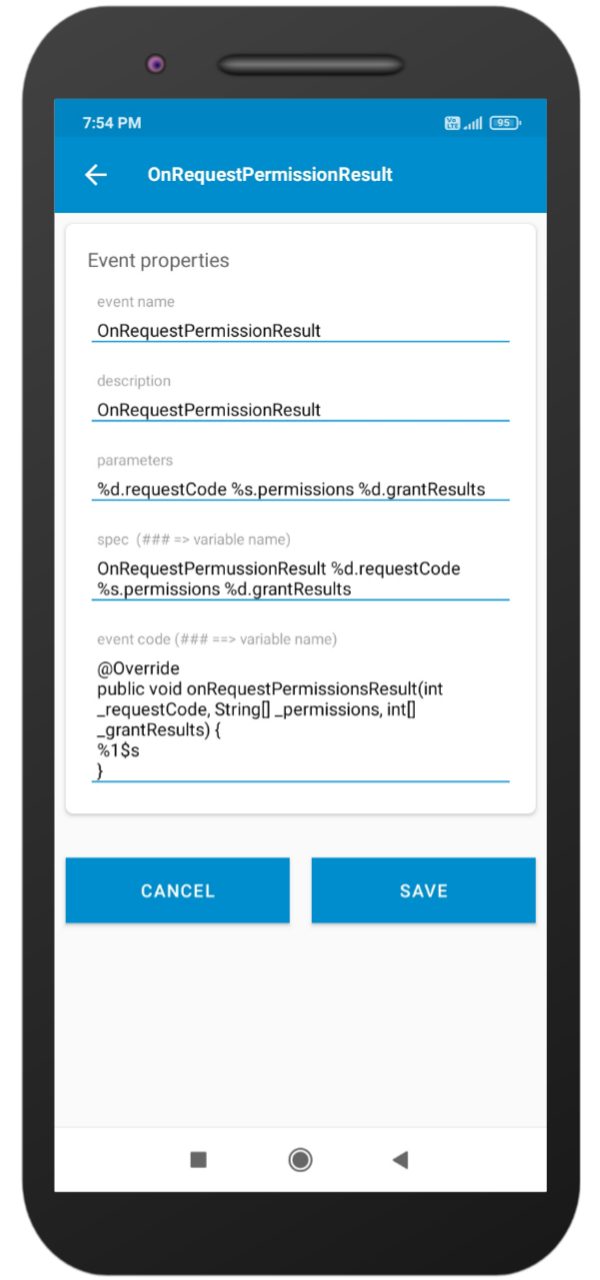 7:54 PM
Vo
LTE
95
OnRequestPermissionResult
Event properties
event name
OnRequestPermissionResult
description
OnRequestPermissionResult
parameters
%d.requestCode %s.permissions %d.grantResults
spec  (### => variable name)
OnRequestPermussionResult %d.requestCode
%s.permissions %d.grantResults
event code (### ==> variable name)
@Override
public void onRequestPermissionsResult(int
_requestCode, String[] _permissions, int[]
_grantResults) {
%1$s
}
CANCEL
SAVE